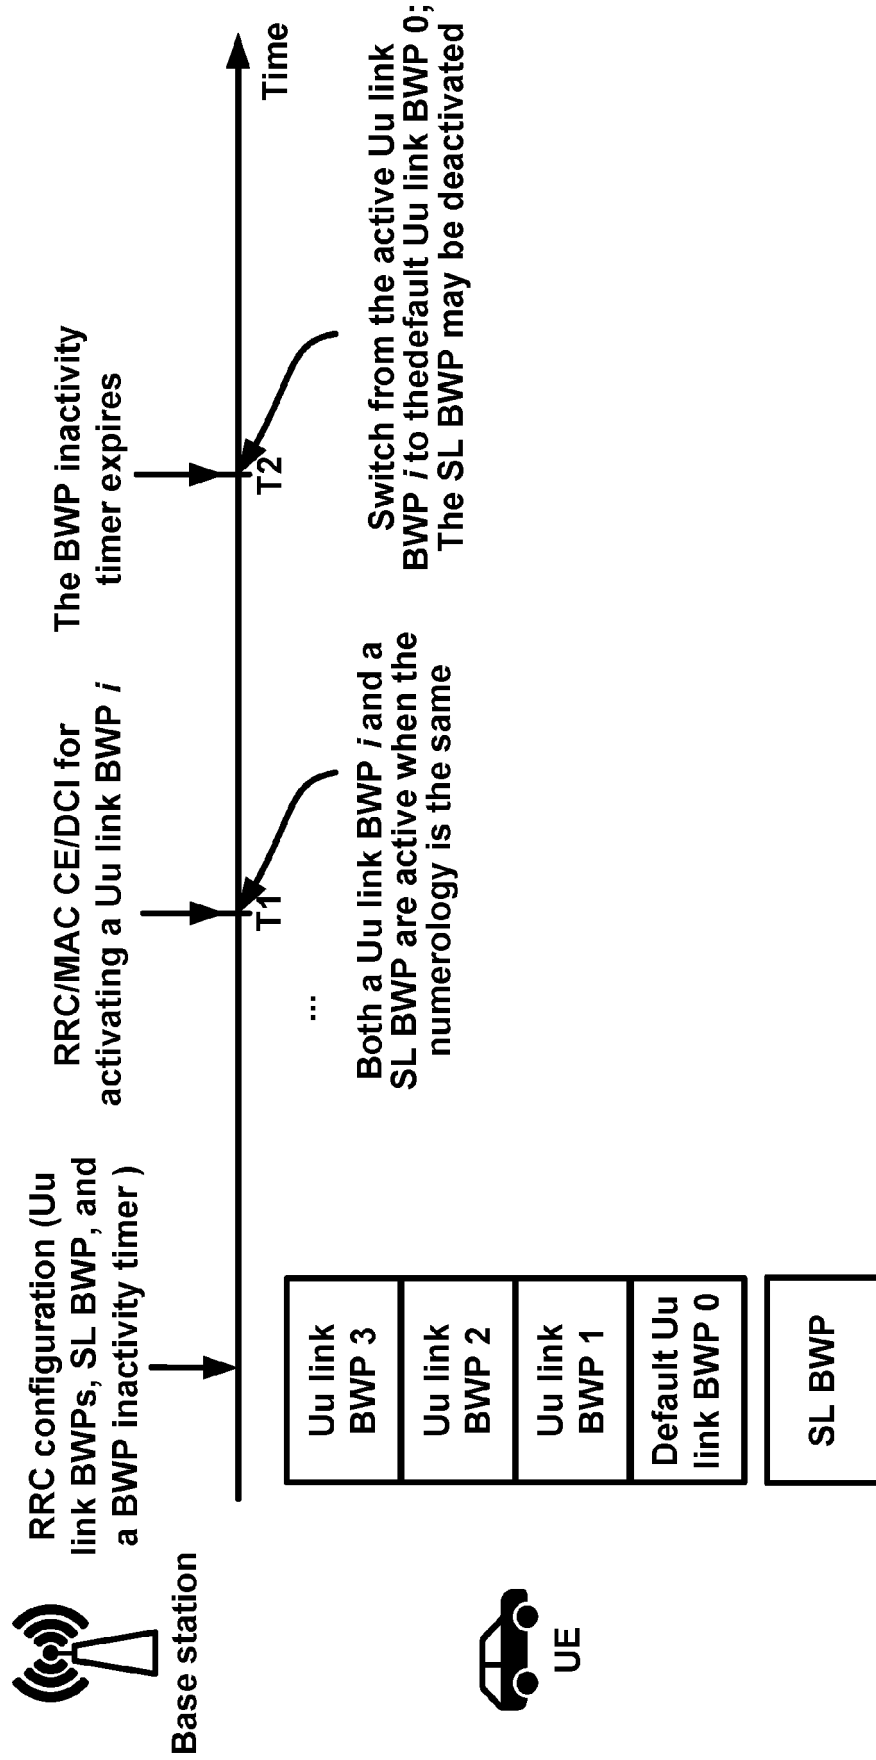 RRC configuration (Uu
link BWPs, SL BWP, and
a BWP inactivity timer )
RRC/MAC CE/DCI for
activating a Uu link BWP i
The BWP inactivity
timer expires
Base station
T1
T2
Time
...
Both a Uu link BWP i and a
SL BWP are active when the
numerology is the same
Switch from the active Uu link
BWP i to thedefault Uu link BWP 0;
The SL BWP may be deactivated
UE
Uu link
BWP 3
Uu link
BWP 2
Uu link
BWP 1
Default Uu
link BWP 0
SL BWP